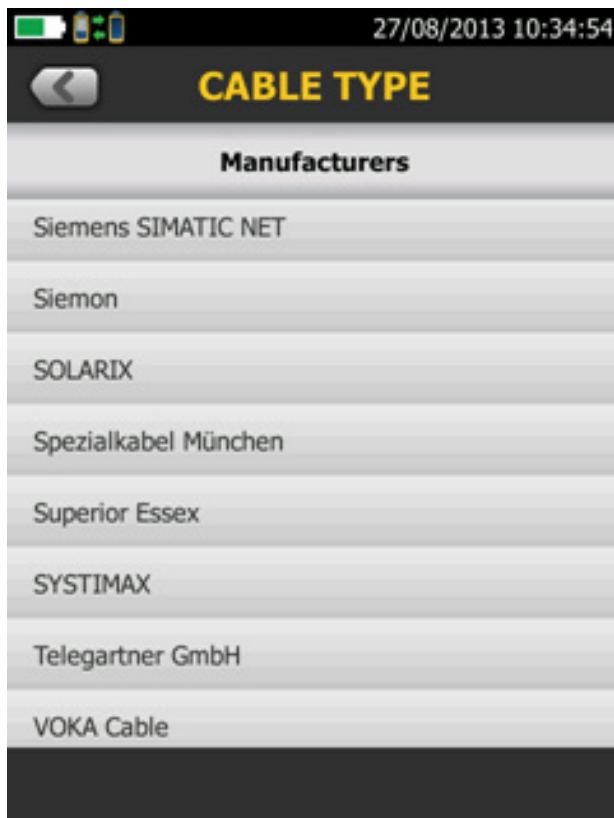 27/08/2013 10:34:54
CABLE TYPE
Manufacturers
Siemens SIMATIC NET
Siemon
SOLARIX
Spezialkabel München
Superior Essex
SYSTIMAX
Telegartner GmbH
VOKA Cable